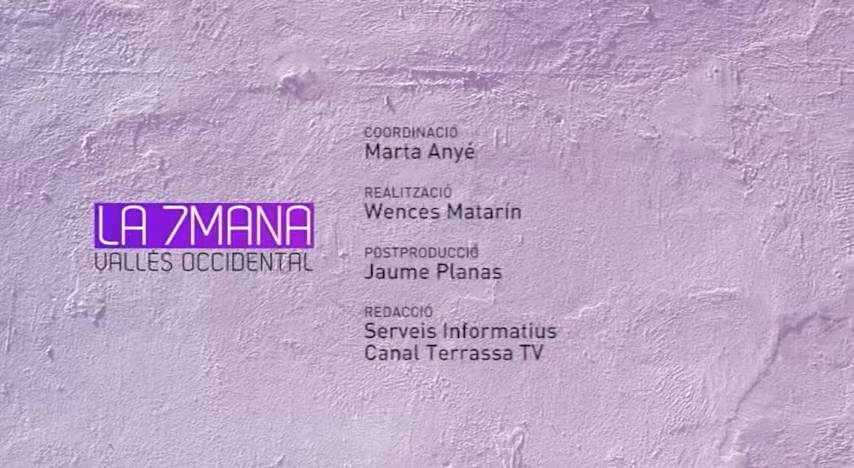 LA 7MANA
VALLÈS OCCIDENTAL
COORDINACIÓ
Marta Anyé
REALITZACIÓ
Wences Matarín
POSTPRODUCCIÓ
Jaume Planas
REDACCIÓ
Serveis Informatius
Canal Terrassa TV